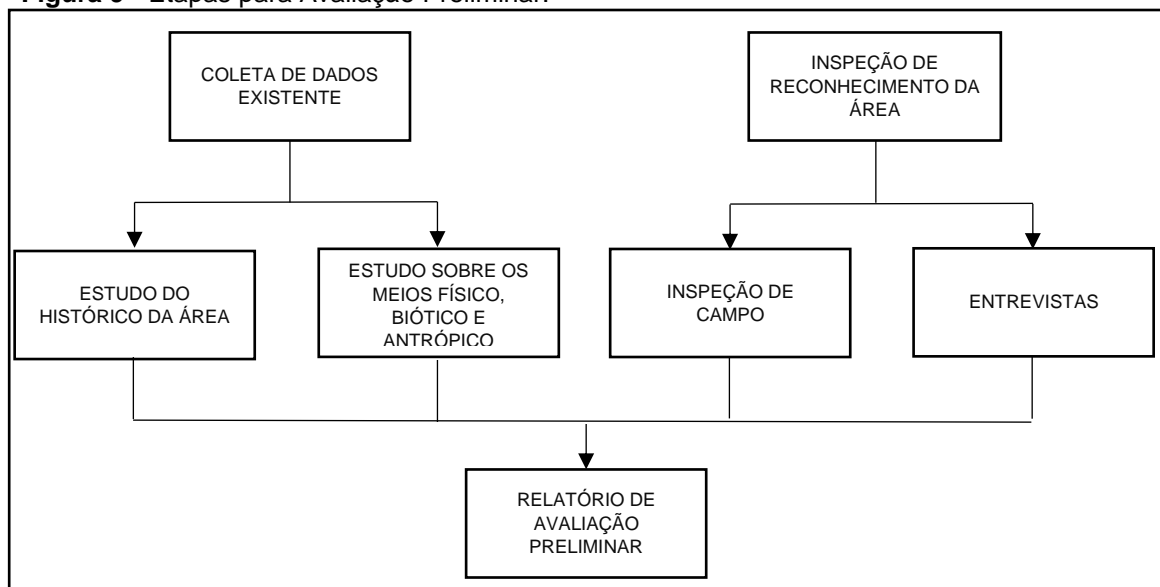 Etapas para Avaliação Preliminar.
COLETA DE DADOS
EXISTENTE
INSPEÇÃO DE
RECONHECIMENTO DA
ÁREA
ESTUDO DO
HISTÓRICO DA ÁREA
ESTUDO SOBRE OS
MEIOS FÍSICO,
BIÓTICO E
ANTRÓPICO
INSPEÇÃO DE
CAMPO
ENTREVISTAS
RELATÓRIO DE
AVALIAÇÃO
PRELIMINAR